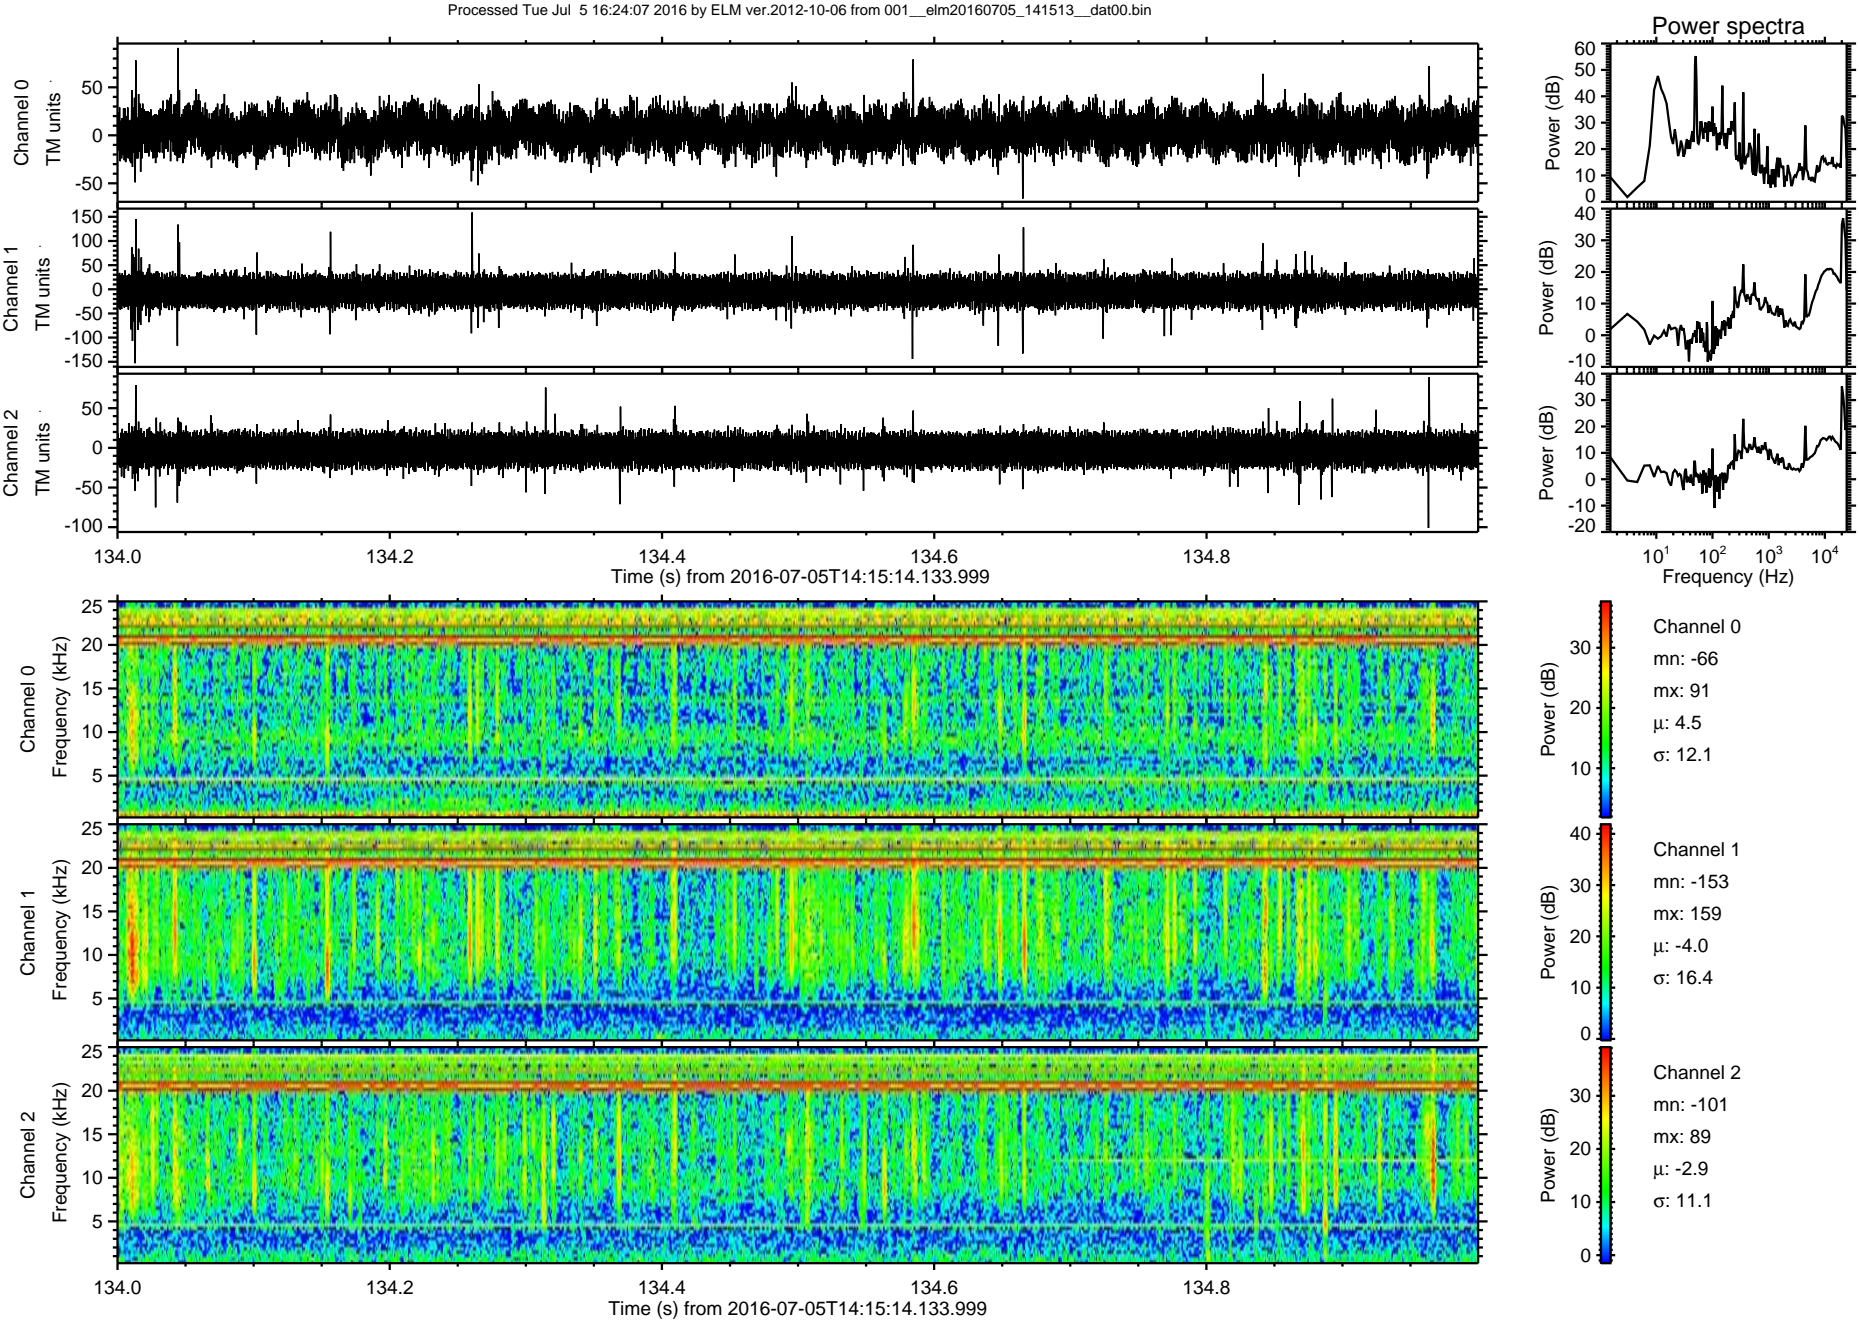 Processed Tue Jul  5 16:24:07 2016 by ELM ver.2012-10-06 from 001__elm20160705_141513__dat00.bin
Power spectra
Channel 0
TM units
50
0
-50
Power (dB)
60
50
40
30
20
10
0
Channel 1
TM units
150
100
50
0
-50
-100
-150
Power (dB)
40
30
20
10
0
-10
Channel 2
TM units
50
0
-50
-100
Power (dB)
40
30
20
10
0
-10
-20
134.0 134.2 134.4 134.6 134.8
Time (s) from 2016-07-05T14:15:14.133.999
10¹ 10² 10³ 10⁴
Frequency (Hz)
Channel 0
Frequency (kHz)
25
20
15
10
5
Power (dB)
30
20
10
Channel 0
mn: -66
mx: 91
μ: 4.5
σ: 12.1
Channel 1
Frequency (kHz)
25
20
15
10
5
Power (dB)
40
30
20
10
0
Channel 1
mn: -153
mx: 159
μ: -4.0
σ: 16.4
Channel 2
Frequency (kHz)
25
20
15
10
5
Power (dB)
30
20
10
0
Channel 2
mn: -101
mx: 89
μ: -2.9
σ: 11.1
134.0 134.2 134.4 134.6 134.8
Time (s) from 2016-07-05T14:15:14.133.999